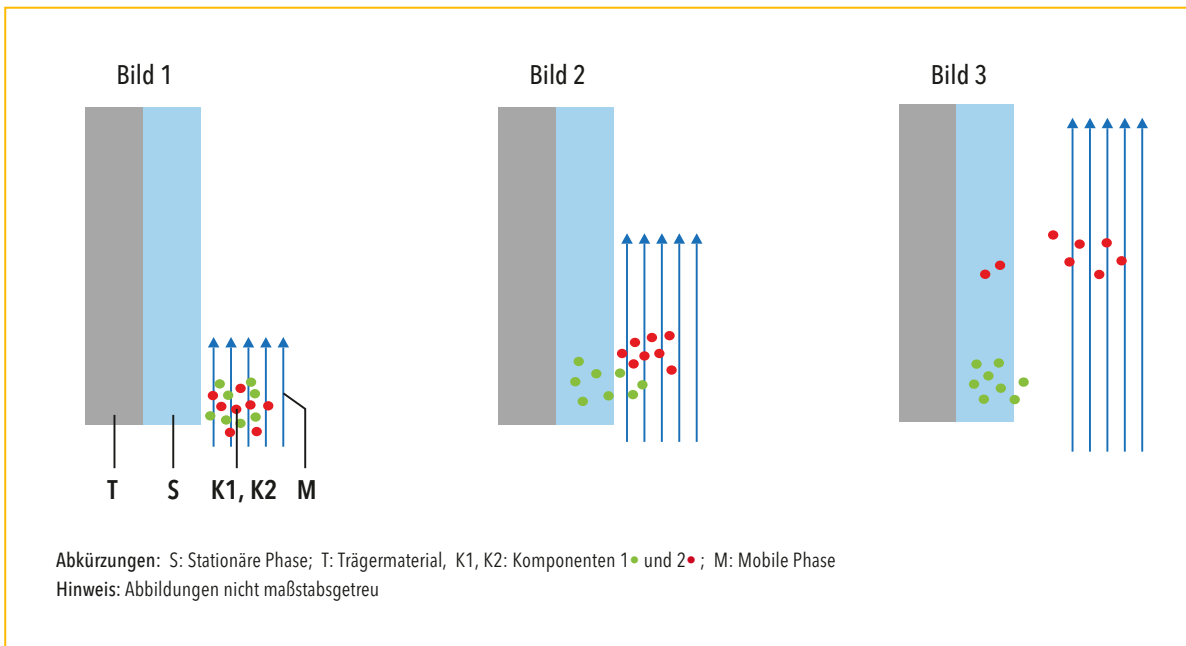 Bild 1
Bild 2
Bild 3
T
S
K1, K2
M
Abkürzungen: S: Stationäre Phase; T: Trägermaterial, K1, K2: Komponenten 1 und 2 ; M: Mobile Phase
Hinweis: Abbildungen nicht maßstabsgetreu